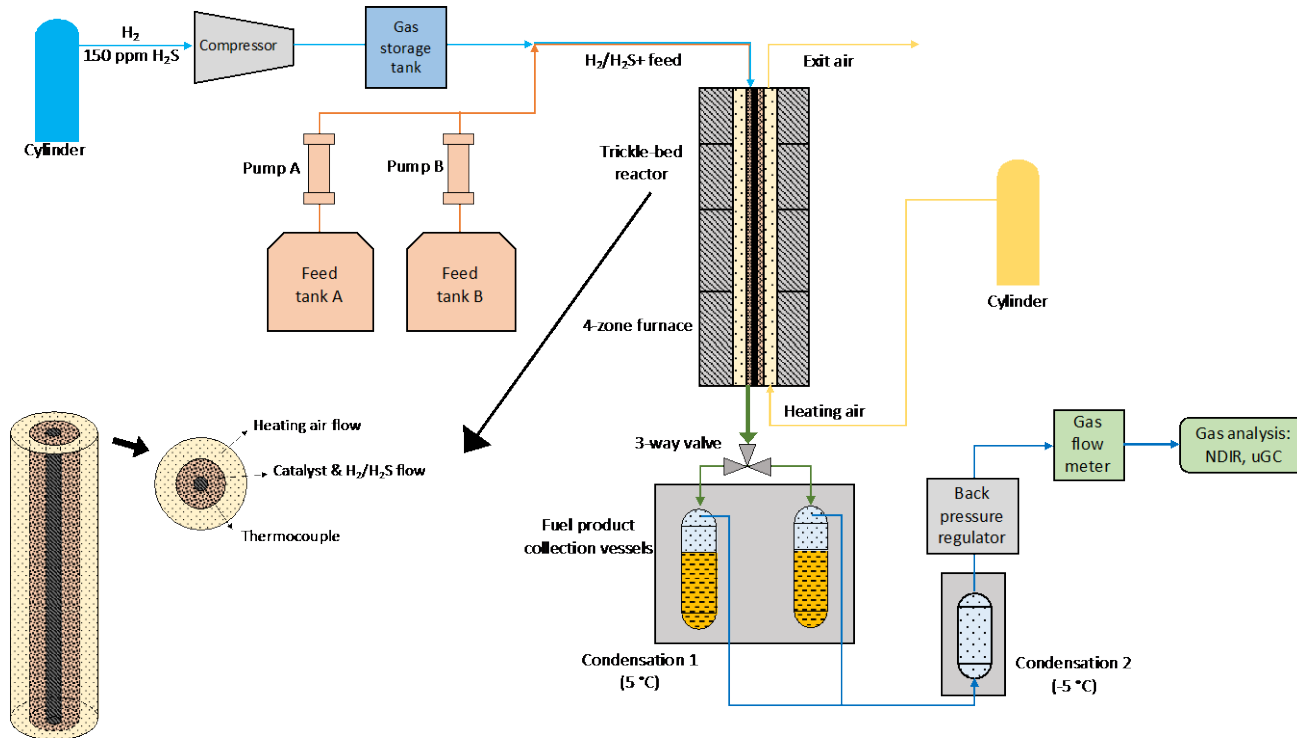 H₂
150 ppm H₂S
Cylinder
Compressor
Gas
storage
tank
H₂/H₂S+ feed
Exit air
Pump A
Pump B
Feed
tank A
Feed
tank B
Trickle-bed
reactor
4-zone furnace
Cylinder
Heating air
Heating air flow
Catalyst & H₂/H₂S flow
Thermocouple
3-way valve
Fuel product
collection vessels
Condensation 1
(5 °C)
Condensation 2
(-5 °C)
Back
pressure
regulator
Gas
flow
meter
Gas analysis:
NDIR, uGC